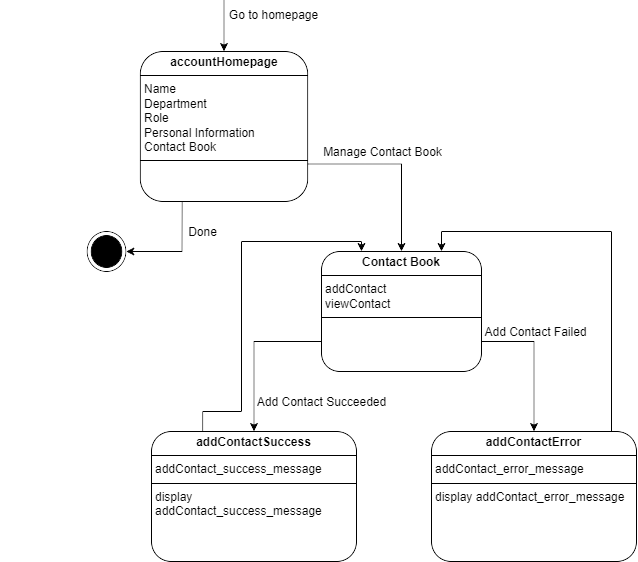 Go to homepage
accountHomepage
Name
Department
Role
Personal Information
Contact Book
Manage Contact Book
Done
Contact Book
addContact
viewContact
Add Contact Failed
Add Contact Succeeded
addContactSuccess
addContact_success_message
display
addContact_success_message
addContactError
addContact_error_message
display addContact_error_message